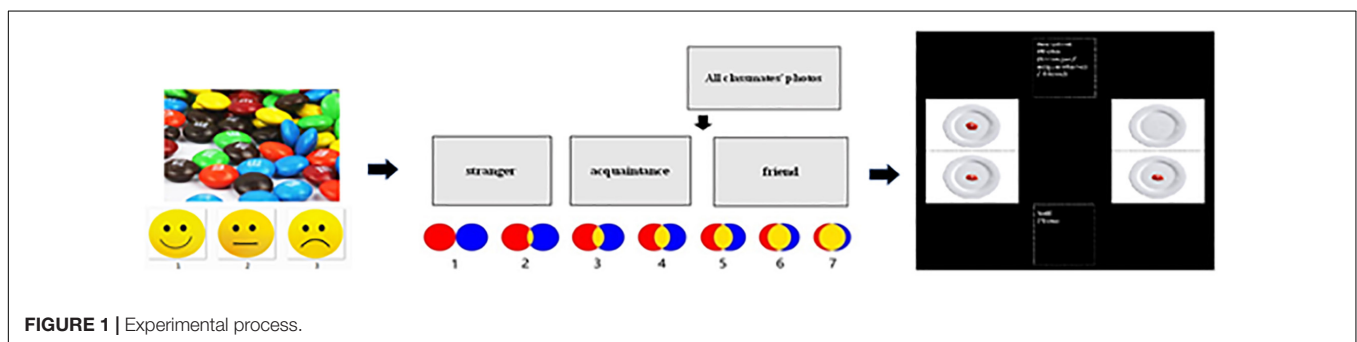 All classmates' photos
stranger
acquaintance
friend
1
2
3
1
2
3
4
5
6
7
FIGURE 1 | Experimental process.